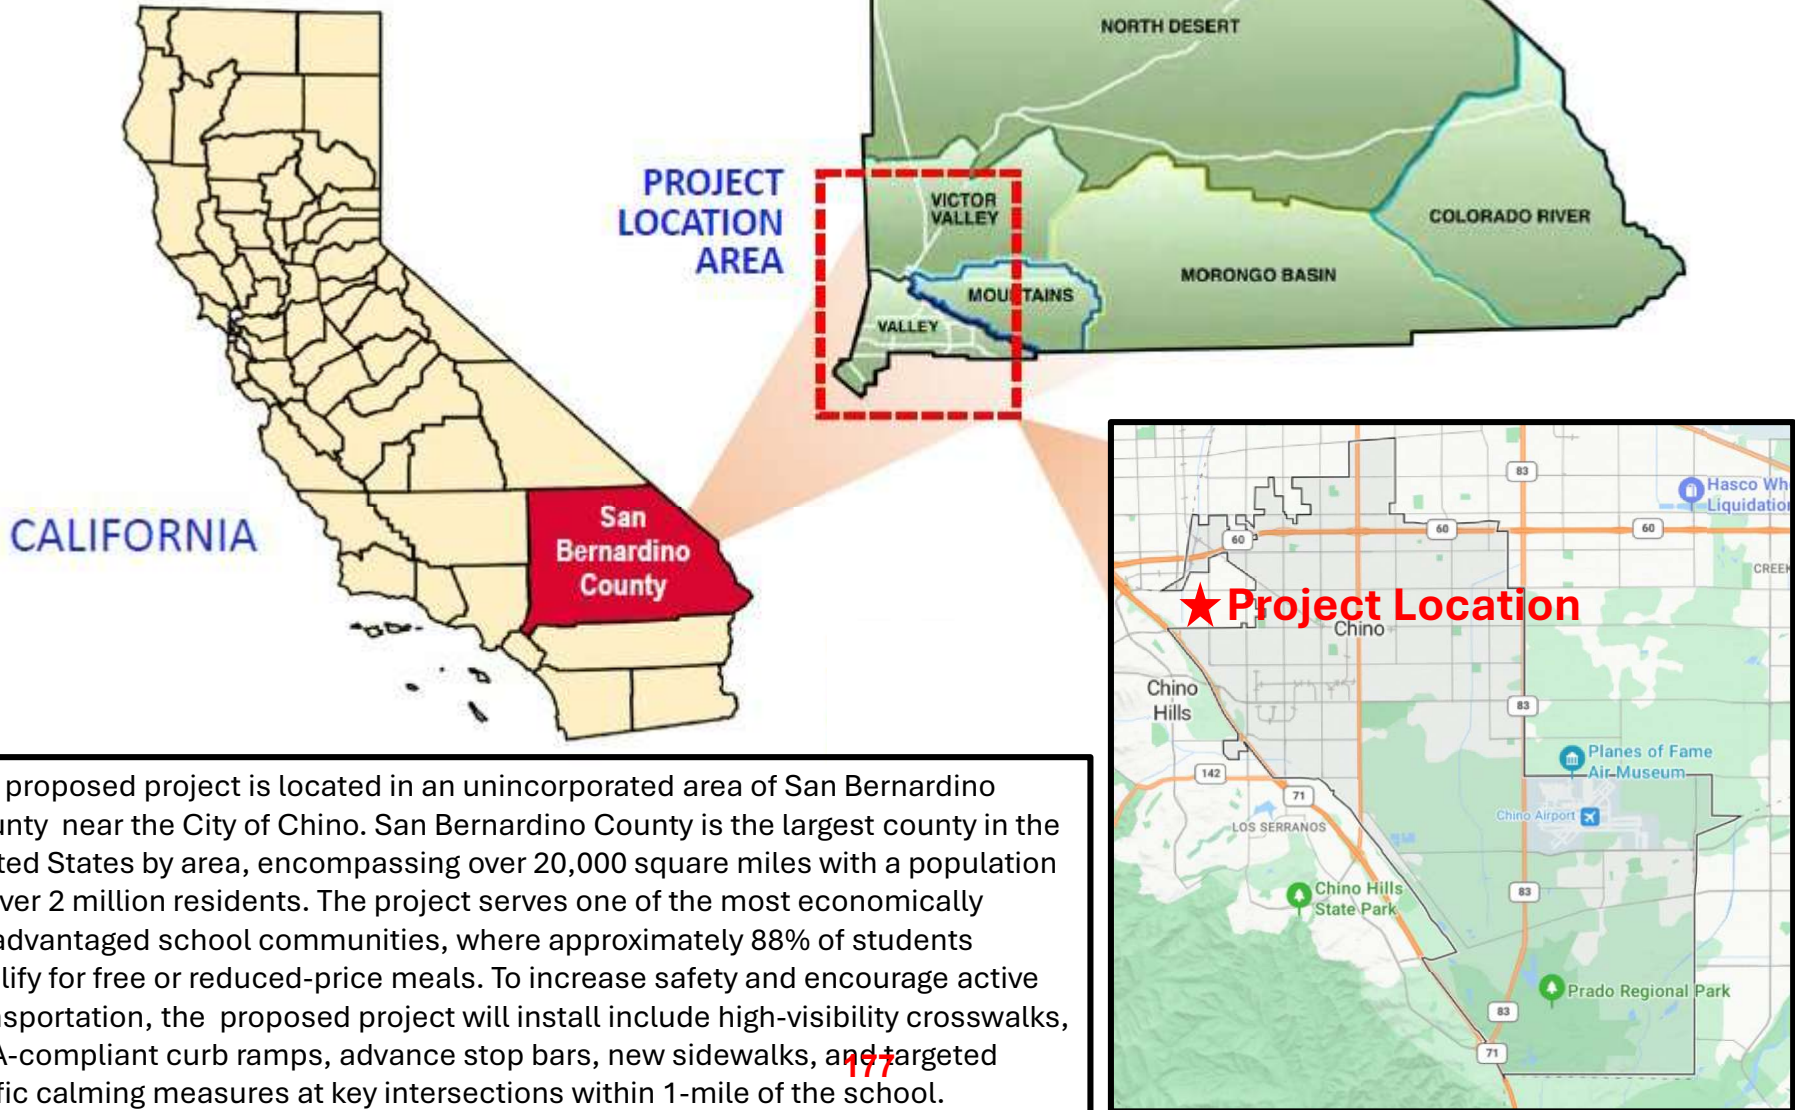 NORTH DESERT
PROJECT
LOCATION
AREA
VICTOR
VALLEY
COLORADO RIVER
MORONGO BASIN
MOUNTAINS
VALLEY
CALIFORNIA
San
Bernardino
County
83
Hasco Wh
Liquidatio
60
60
60
CREEK
Project Location
Chino
Chino
Hills
83
Planes of Fame
Air Museum
142
71
Chino Airport
LOS SERRANOS
83
Chino Hills
State Park
Prado Regional Park
83
71
proposed project is located in an unincorporated area of San Bernardino
unty near the City of Chino. San Bernardino County is the largest county in the
ted States by area, encompassing over 20,000 square miles with a population
ver 2 million residents. The project serves one of the most economically
advantaged school communities, where approximately 88% of students
lify for free or reduced-price meals. To increase safety and encourage active
nsportation, the proposed project will install include high-visibility crosswalks,
A-compliant curb ramps, advance stop bars, new sidewalks, and targeted
177
fic calming measures at key intersections within 1-mile of the school.